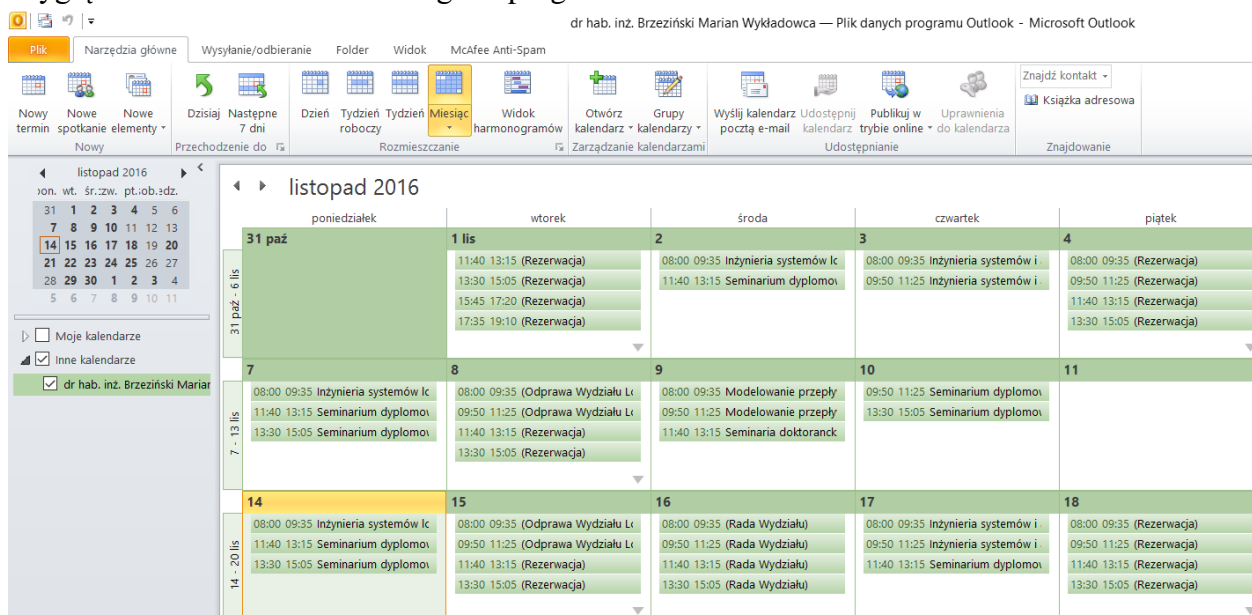 dr hab. inż. Brzeziński Marian Wykładowca — Plik danych programu Outlook - Microsoft Outlook
Plik Narzędzia główne Wysyłanie/odbieranie Folder Widok McAfee Anti-Spam
Nowy termin Nowe spotkanie Nowe elementy Dzisiaj Następne 7 dni Dzień Tydzień roboczy Tydzień Miesiąc Widok harmonogramów Otwórz kalendarz Grupy kalendarzy Wyślij kalendarz pocztą e-mail Udostępnij kalendarz Publikuj w trybie online Uprawnienia do kalendarza Znajdź kontakt
Książka adresowa
Nowy Przechodzenie do Rozmieszczanie Zarządzanie kalendarzami Udostępnianie Znajdowanie
listopad 2016
wt. śr. czw. pt.
31 1 2 3 4 5 6
7 8 9 10 11 12 13
14 15 16 17 18 19 20
21 22 23 24 25 26 27
28 29 30 1 2 3 4
5 6 7 8 9 10 11
Moje kalendarze
Inne kalendarze
dr hab. inż. Brzeziński Marian
listopad 2016
poniedziałek wtorek środa czwartek piątek
31 paź - 6 lis
31 paź 1 lis 2 3 4
11:40 13:15 (Rezerwacja) 08:00 09:35 Inżynieria systemów lo 08:00 09:35 Inżynieria systemów i 08:00 09:35 (Rezerwacja)
13:30 15:05 (Rezerwacja) 11:40 13:15 Seminarium dyplomov 09:50 11:25 Inżynieria systemów i 09:50 11:25 (Rezerwacja)
15:45 17:20 (Rezerwacja) 11:40 13:15 (Rezerwacja)
17:35 19:10 (Rezerwacja) 13:30 15:05 (Rezerwacja)
7 - 13 lis
7 8 9 10 11
08:00 09:35 Inżynieria systemów lo 08:00 09:35 (Odprawa Wydziału Lo 08:00 09:35 Modelowanie przepły 09:50 11:25 Seminarium dyplomov
11:40 13:15 Seminarium dyplomov 09:50 11:25 (Odprawa Wydziału Lo 09:50 11:25 Modelowanie przepły 13:30 15:05 Seminarium dyplomov
13:30 15:05 Seminarium dyplomov 11:40 13:15 (Rezerwacja) 11:40 13:15 Seminaria doktoranck
13:30 15:05 (Rezerwacja)
14 - 20 lis
14 15 16 17 18
08:00 09:35 Inżynieria systemów lo 08:00 09:35 (Odprawa Wydziału Lo 08:00 09:35 (Rada Wydziału) 08:00 09:35 Inżynieria systemów i 08:00 09:35 (Rezerwacja)
11:40 13:15 Seminarium dyplomov 09:50 11:25 (Odprawa Wydziału Lo 09:50 11:25 (Rada Wydziału) 09:50 11:25 Inżynieria systemów i 09:50 11:25 (Rezerwacja)
13:30 15:05 Seminarium dyplomov 11:40 13:15 (Rezerwacja) 11:40 13:15 (Rada Wydziału) 11:40 13:15 Seminarium dyplomov 11:40 13:15 (Rezerwacja)
13:30 15:05 (Rezerwacja) 13:30 15:05 (Rada Wydziału) 13:30 15:05 (Rezerwacja)